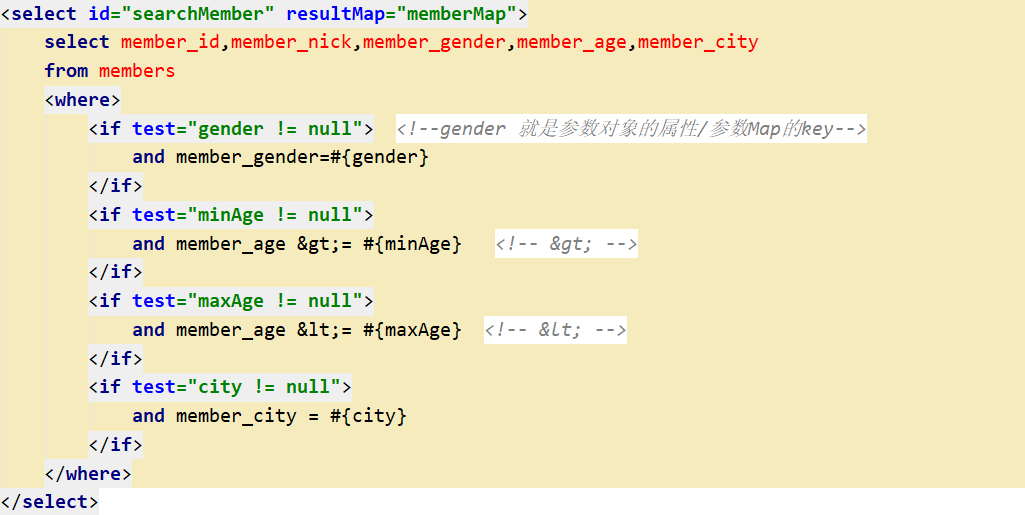 <select id="searchMember" resultMap="memberMap">
    select member_id,member_nick,member_gender,member_age,member_city
    from members
    <where>
        <if test="gender != null">  <!--gender 就是参数对象的属性/参数Map的key-->
            and member_gender=#{gender}
        </if>
        <if test="minAge != null">
            and member_age &gt;= #{minAge}   <!-- &gt; -->
        </if>
        <if test="maxAge != null">
            and member_age &lt;= #{maxAge}  <!-- &lt; -->
        </if>
        <if test="city != null">
            and member_city = #{city}
        </if>
    </where>
</select>